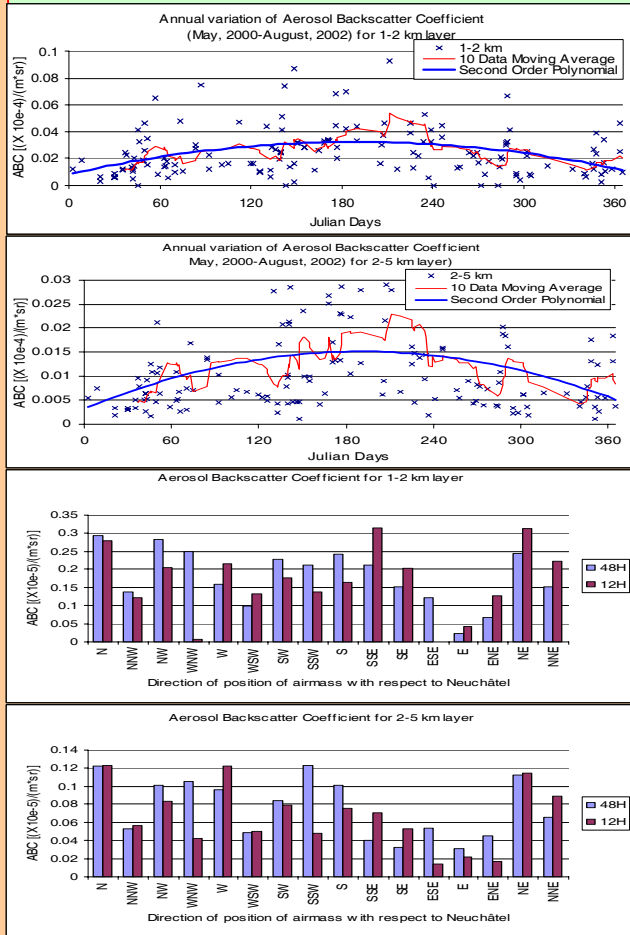 Annual variation of Aerosol Backscatter Coefficient
(May, 2000-August, 2002) for 1-2 km layer
ABC [(X 10e-4)/(m*sr)]
0.1
0.08
0.06
0.04
0.02
0
1-2 km
10 Data Moving Average
Second Order Polynomial
0 60 120 180 240 300 360
Julian Days
Annual variation of Aerosol Backscatter Coefficient
May, 2000-August, 2002) for 2-5 km layer)
ABC [(X 10e-4)/(m*sr)]
0.03
0.025
0.02
0.015
0.01
0.005
0
2-5 km
10 Data Moving Average
Second Order Polynomial
0 60 120 180 240 300 360
Julian Days
Aerosol Backscatter Coefficient for 1-2 km layer
ABC [(X10e-5)/(m*sr)]
0.35
0.3
0.25
0.2
0.15
0.1
0.05
0
48H
12H
N NNW NW WNW W WSW SW SSW S SSE SE ESE E ENE NE NNE
Direction of position of airmass with respect to Neuchâtel
Aerosol Backscatter Coefficient for 2-5 km layer
ABC [(X10e-5)/(m*sr)]
0.14
0.12
0.1
0.08
0.06
0.04
0.02
0
48H
12H
N NNW NW WNW W WSW SW SSW S SSE SE ESE E ENE NE NNE
Direction of position of airmass with respect to Neuchâtel